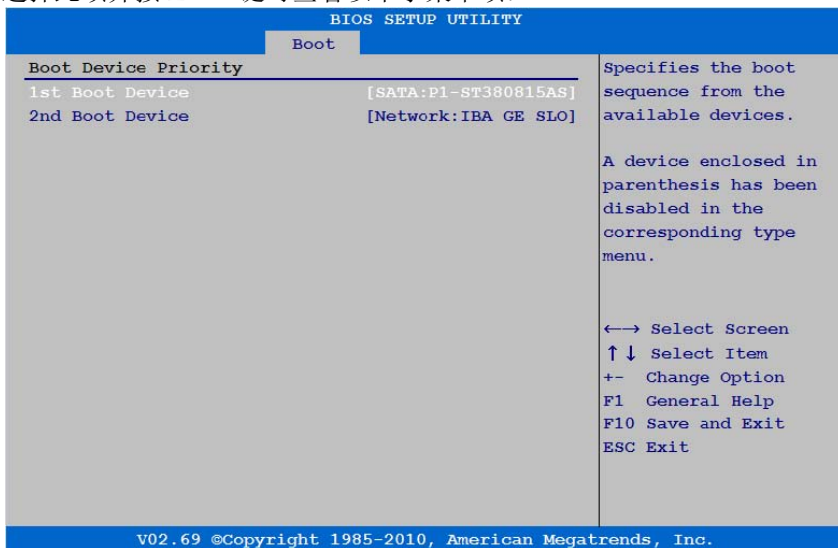 BIOS SETUP UTILITY
Boot
Boot Device Priority
1st Boot Device [SATA:P1-ST380815AS]
2nd Boot Device [Network:IBA GE SLO]
Specifies the boot
sequence from the
available devices.
A device enclosed in
parenthesis has been
disabled in the
corresponding type
menu.
←→ Select Screen
↑↓ Select Item
+- Change Option
F1 General Help
F10 Save and Exit
ESC Exit
V02.69 ©Copyright 1985-2010, American Megatrends, Inc.